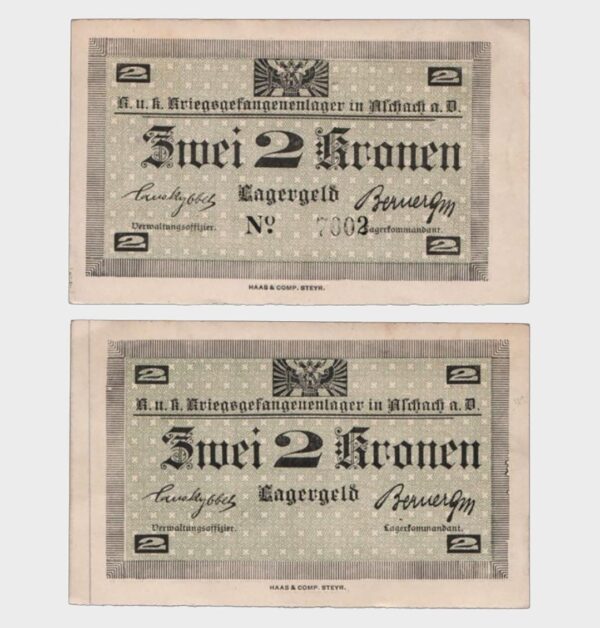 2 2
K. u. k. Kriegsgefangenenlager in Aschach a. D.
Zwei 2 Kronen
Lagergeld
Verwaltungsoffizier. No. 7002 Lagerkommandant.
2 2
HAAS & COMP. STEYR.
2 2
K. u. k. Kriegsgefangenenlager in Aschach a. D.
Zwei 2 Kronen
Lagergeld
Verwaltungsoffizier. Lagerkommandant.
2 2
HAAS & COMP. STEYR.